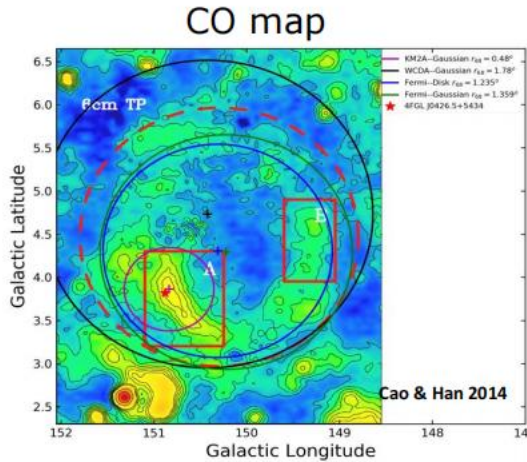 CO map
KM2A--Gaussian r68 = 0.48°
WCDA--Gaussian r68 = 1.78°
Fermi--Disk r68 = 1.235°
Fermi--Gaussian r68 = 1.359°
4FGL J0426.5+5434
6cm TP
B
A
Cao & Han 2014
Galactic Latitude
6.5
6.0
5.5
5.0
4.5
4.0
3.5
3.0
2.5
152
151
150
149
148
14
Galactic Longitude